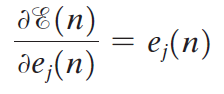 ∂ℰ(n)/∂e_j(n) = e_j(n)